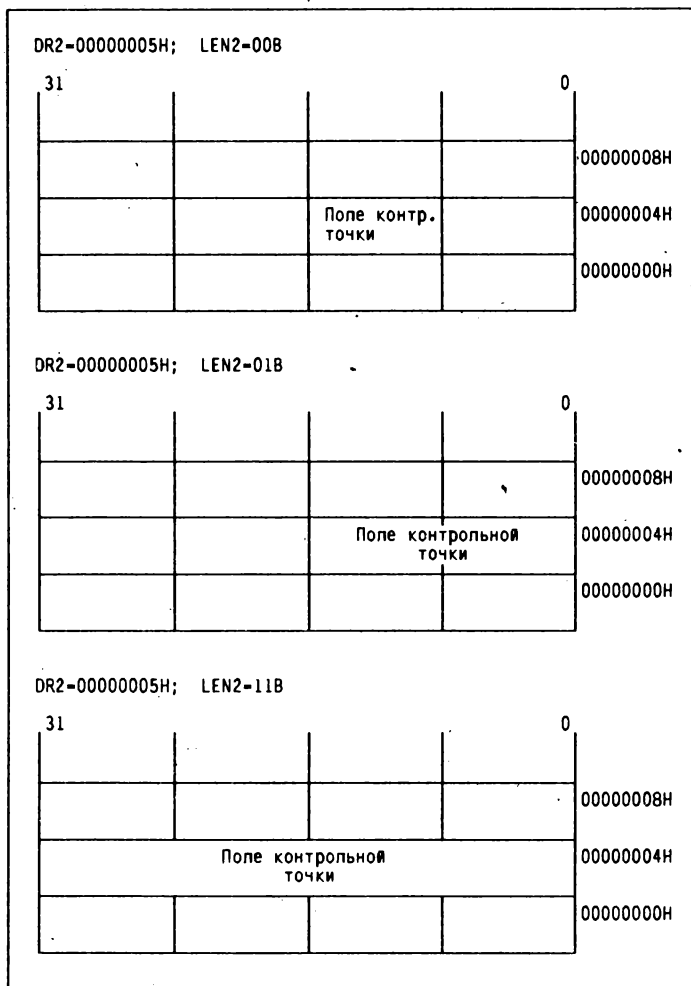 DR2=00000005H; LEN2=00B
31 0
00000008H
Поле контр. 00000004H
точки
00000000H
DR2=00000005H; LEN2=01B
31 0
00000008H
Поле контрольной 00000004H
точки
00000000H
DR2=00000005H; LEN2=11B
31 0
00000008H
Поле контрольной 00000004H
точки
00000000H